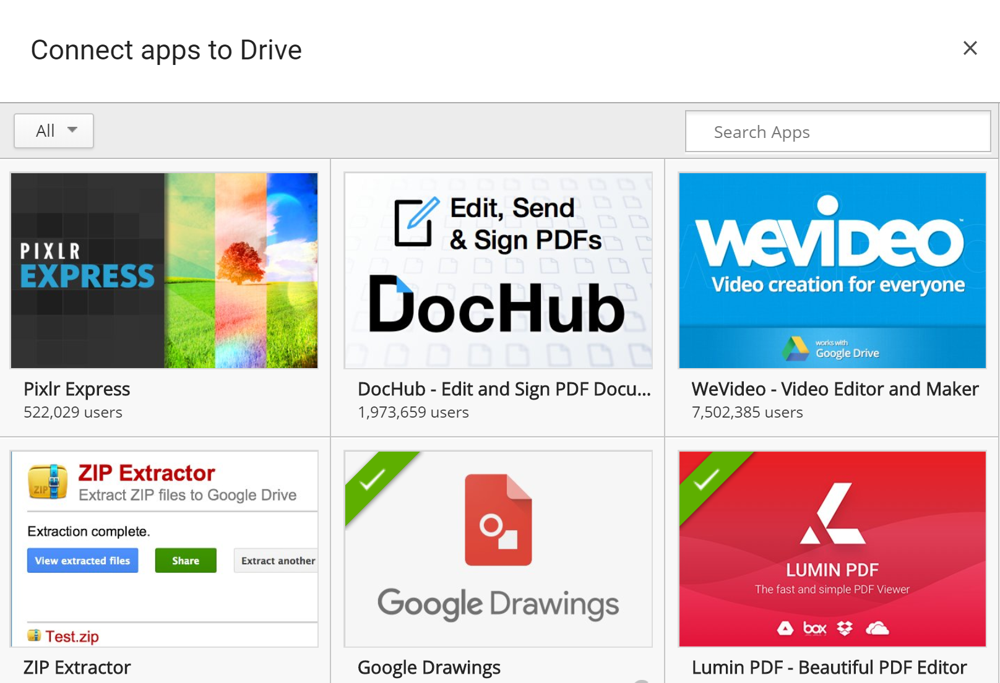 Connect apps to Drive
All
Search Apps
PIXLR
EXPRESS
Edit, Send
& Sign PDFs
DocHub
WEVIDEO™
Video creation for everyone
works with
Google Drive
Pixlr Express
522,029 users
DocHub - Edit and Sign PDF Docu...
1,973,659 users
WeVideo - Video Editor and Maker
7,502,385 users
ZIP
ZIP Extractor
Extract ZIP files to Google Drive
Extraction complete.
View extracted files
Share
Extract another
Test.zip
Google Drawings
LUMIN PDF
The fast and simple PDF Viewer
box
ZIP Extractor
Google Drawings
Lumin PDF - Beautiful PDF Editor